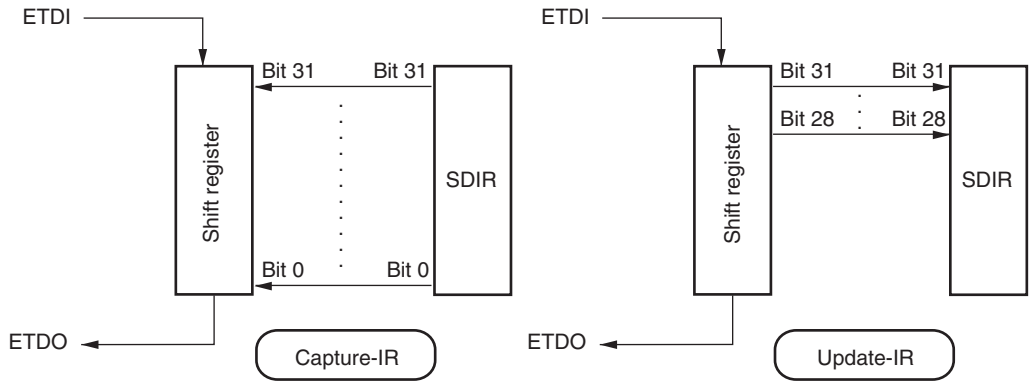 ETDI
Bit 31 Bit 31
Shift register
SDIR
Bit 0 Bit 0
ETDO
Capture-IR
ETDI
Bit 31 Bit 31
Bit 28 Bit 28
Shift register
SDIR
ETDO
Update-IR